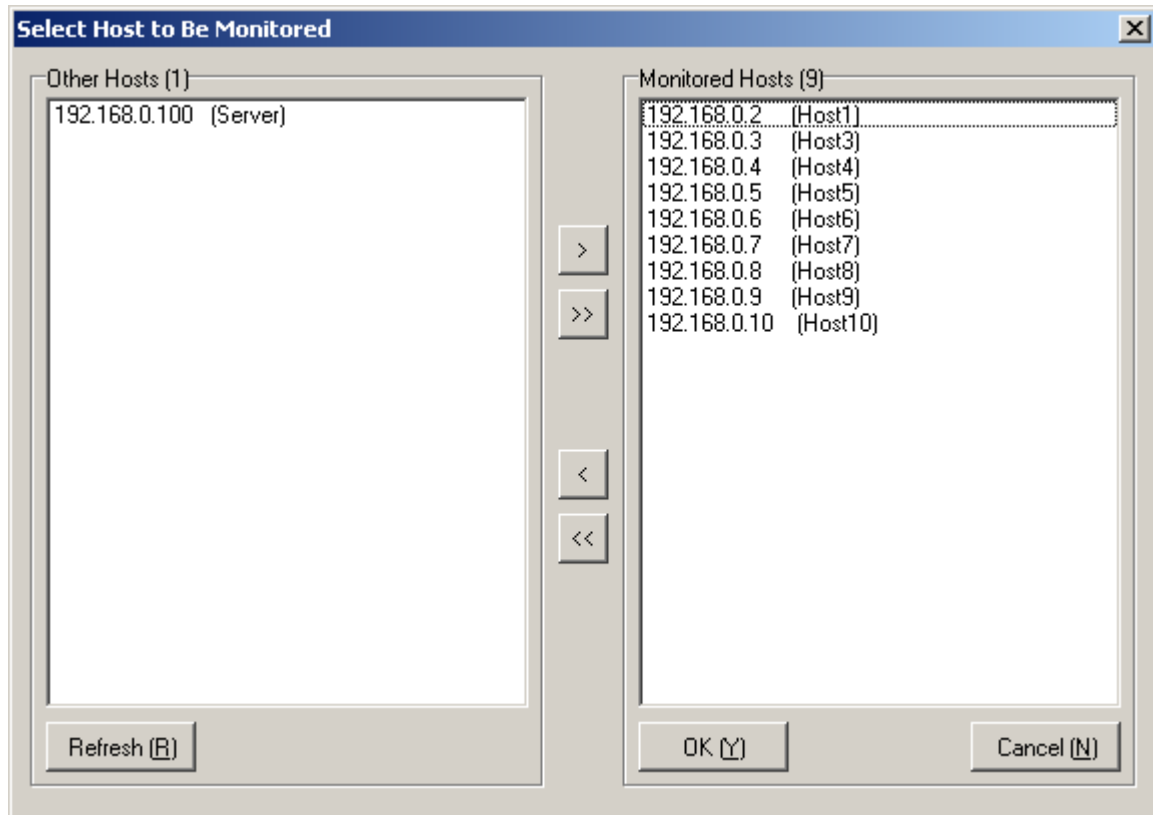 Select Host to Be Monitored
Other Hosts (1)
192.168.0.100 (Server)
>
>>
<
<<
Refresh (R)
Monitored Hosts (9)
192.168.0.2 (Host1)
192.168.0.3 (Host3)
192.168.0.4 (Host4)
192.168.0.5 (Host5)
192.168.0.6 (Host6)
192.168.0.7 (Host7)
192.168.0.8 (Host8)
192.168.0.9 (Host9)
192.168.0.10 (Host10)
OK (Y)
Cancel (N)